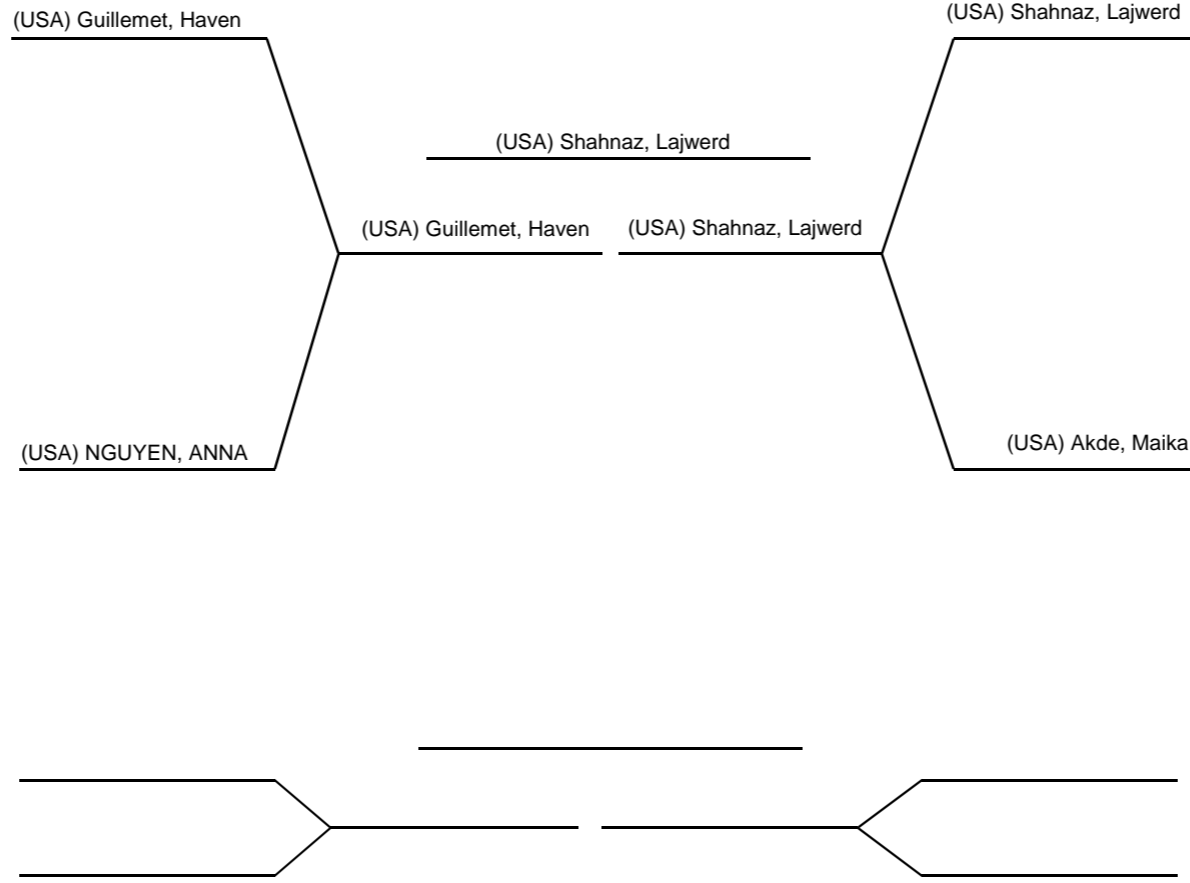 (USA) Guillemet, Haven
(USA) Shahnaz, Lajwerd
(USA) Shahnaz, Lajwerd
(USA) Guillemet, Haven
(USA) Shahnaz, Lajwerd
(USA) NGUYEN, ANNA
(USA) Akde, Maika